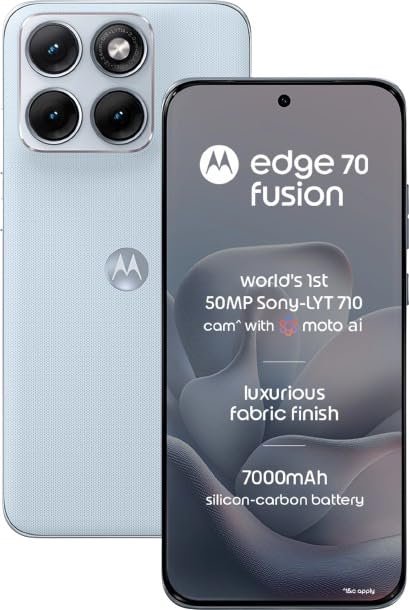 edge 70
fusion
world's 1st
50MP Sony-LYT 710
cam^ with moto ai
luxurious
fabric finish
7000mAh
silicon-carbon battery
^t&c apply